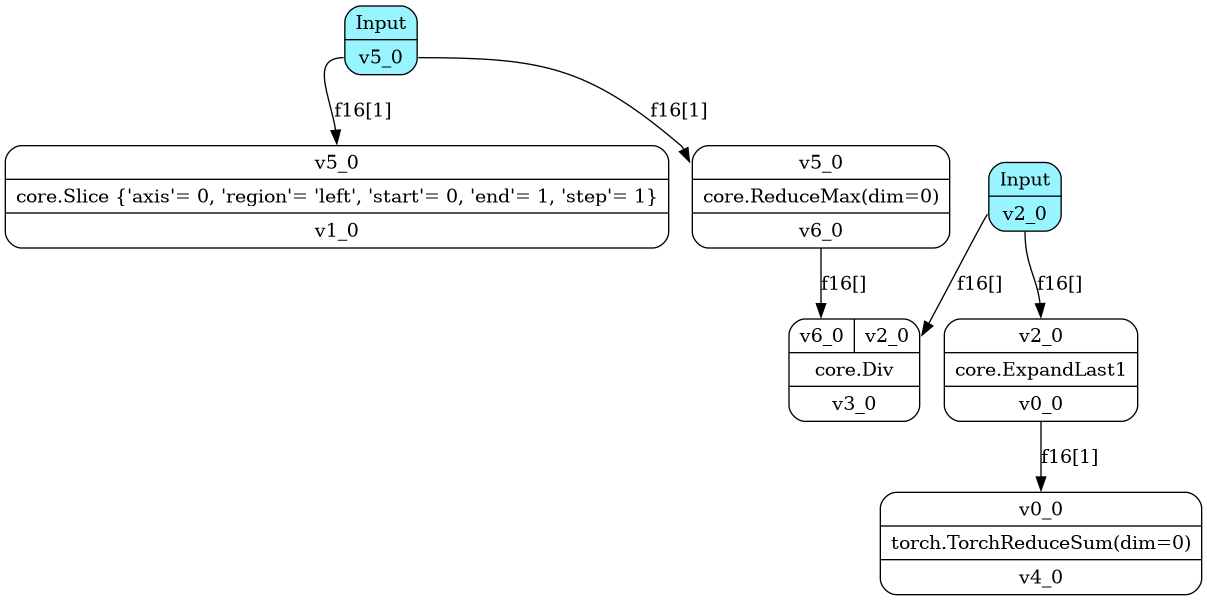 Input
v5_0
f16[1]
f16[1]
v5_0
core.Slice {'axis'= 0, 'region'= 'left', 'start'= 0, 'end'= 1, 'step'= 1}
v1_0
v5_0
core.ReduceMax(dim=0)
v6_0
Input
v2_0
f16[]
f16[]
f16[]
v6_0 v2_0
core.Div
v3_0
v2_0
core.ExpandLast1
v0_0
f16[1]
v0_0
torch.TorchReduceSum(dim=0)
v4_0